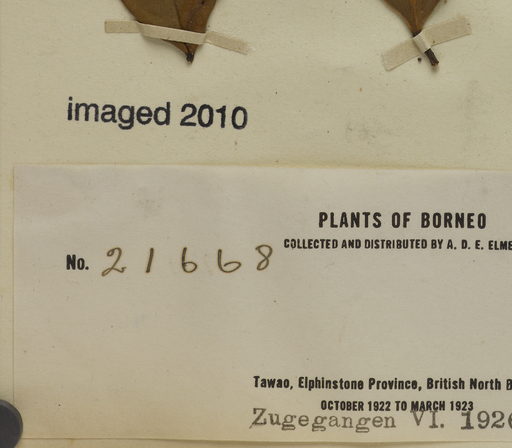 imaged 2010
PLANTS OF BORNEO
COLLECTED AND DISTRIBUTED BY A. D. E. ELME
No. 21668
Tawao, Elphinstone Province, British North B
OCTOBER 1922 TO MARCH 1923
Zugegangen VI. 1926